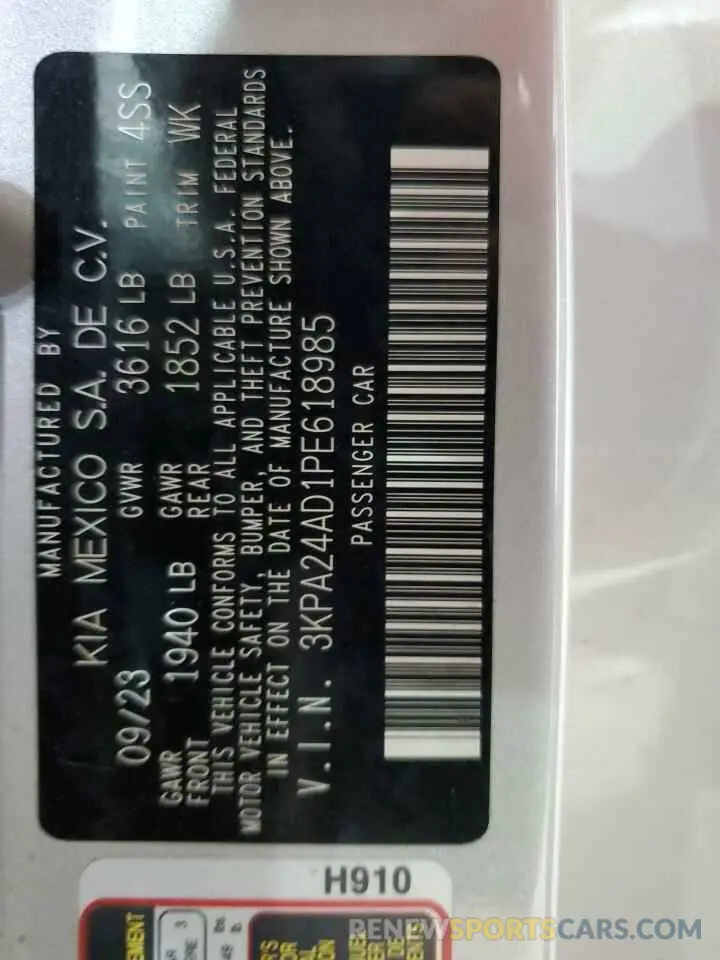 MANUFACTURED BY
KIA MEXICO S.A. DE C.V.
09/23 GVWR 3616 LB PAINT 4SS
GAWR FRONT 1940 LB GAWR REAR 1852 LB TRIM WK
THIS VEHICLE CONFORMS TO ALL APPLICABLE U.S.A. FEDERAL
MOTOR VEHICLE SAFETY, BUMPER, AND THEFT PREVENTION STANDARDS
IN EFFECT ON THE DATE OF MANUFACTURE SHOWN ABOVE.
V.I.N. 3KPA24AD1PE618985
PASSENGER CAR
H910
RENEWSPORTSCARS.COM